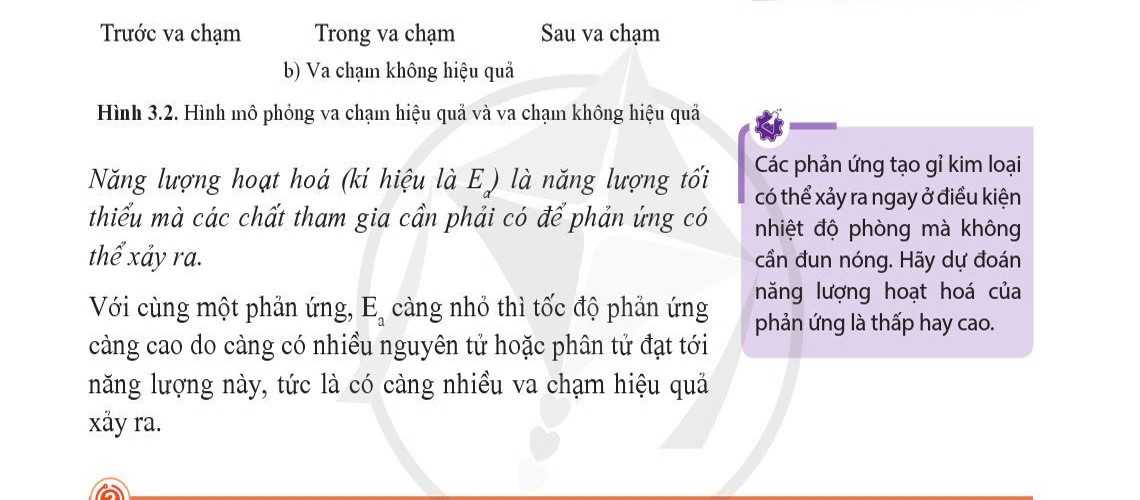 Trước va chạm Trong va chạm Sau va chạm
b) Va chạm không hiệu quả
Hình 3.2. Hình mô phỏng va chạm hiệu quả và va chạm không hiệu quả
Năng lượng hoạt hoá (kí hiệu là Eₐ) là năng lượng tối
thiểu mà các chất tham gia cần phải có để phản ứng có
thể xảy ra.
Với cùng một phản ứng, Eₐ càng nhỏ thì tốc độ phản ứng
càng cao do càng có nhiều nguyên tử hoặc phân tử đạt tới
năng lượng này, tức là có càng nhiều va chạm hiệu quả
xảy ra.
Các phản ứng tạo gỉ kim loại
có thể xảy ra ngay ở điều kiện
nhiệt độ phòng mà không
cần đun nóng. Hãy dự đoán
năng lượng hoạt hoá của
phản ứng là thấp hay cao.